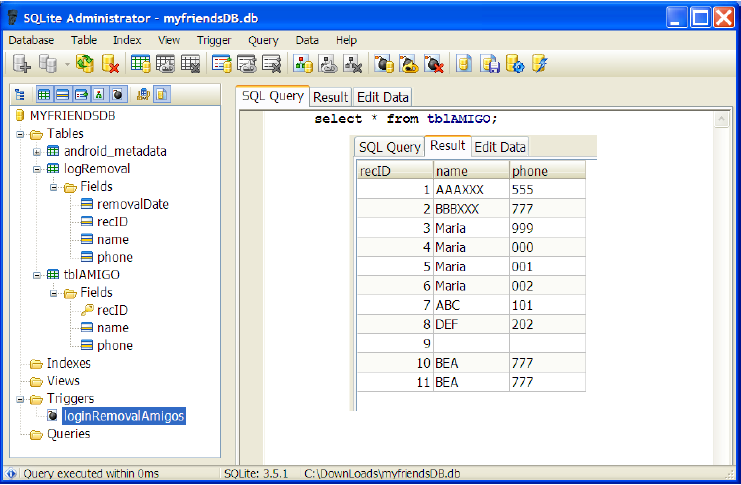 SQLite Administrator - myfriendsDB.db
Database Table Index View Trigger Query Data Help
SQL Query Result Edit Data
MYFRIENDSDB
Tables
android_metadata
logRemoval
Fields
removalDate
recID
name
phone
tblAMIGO
Fields
recID
name
phone
Indexes
Views
Triggers
loginRemovalAmigos
Queries
select * from tblAMIGO;
SQL Query Result Edit Data
recID name phone
1 AAAXXX 555
2 BBBXXX 777
3 Maria 999
4 Maria 000
5 Maria 001
6 Maria 002
7 ABC 101
8 DEF 202
9
10 BEA 777
11 BEA 777
Query executed within 0ms SQLite: 3.5.1 C:\DownLoads\myfriendsDB.db